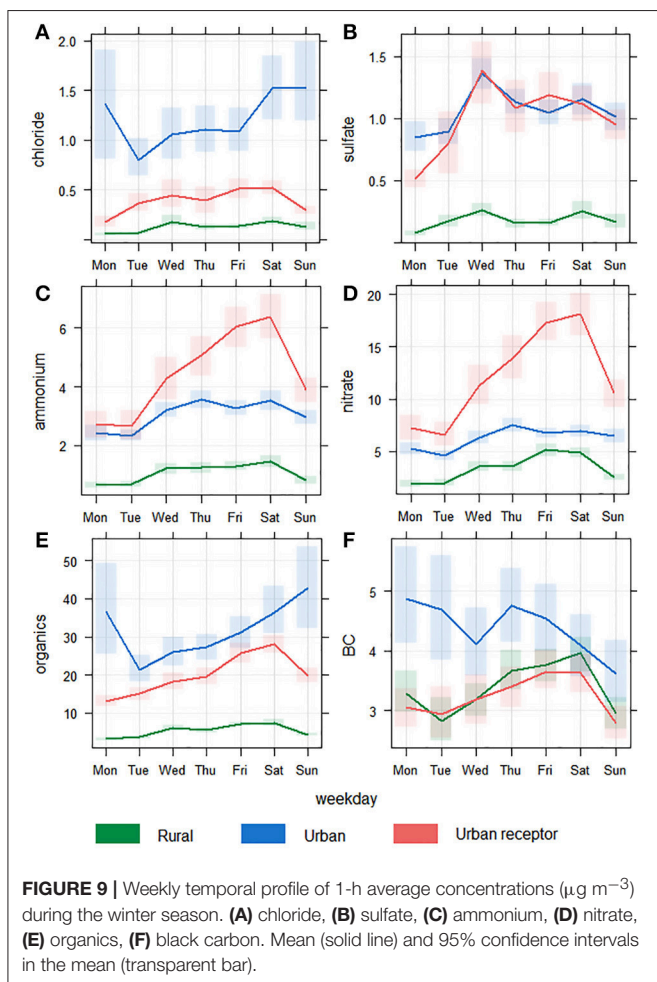 A
B
2.0
1.5
1.0
0.5
chloride
Mon Tue Wed Thu Fri Sat Sun
1.5
1.0
0.5
sulfate
Mon Tue Wed Thu Fri Sat Sun
C
D
6
4
2
ammonium
Mon Tue Wed Thu Fri Sat Sun
20
15
10
5
nitrate
Mon Tue Wed Thu Fri Sat Sun
E
F
50
40
30
20
10
organics
Mon Tue Wed Thu Fri Sat Sun
5
4
3
BC
Mon Tue Wed Thu Fri Sat Sun
weekday
Rural Urban Urban receptor
FIGURE 9 | Weekly temporal profile of 1-h average concentrations (μg m−3)
during the winter season. (A) chloride, (B) sulfate, (C) ammonium, (D) nitrate,
(E) organics, (F) black carbon. Mean (solid line) and 95% confidence intervals
in the mean (transparent bar).